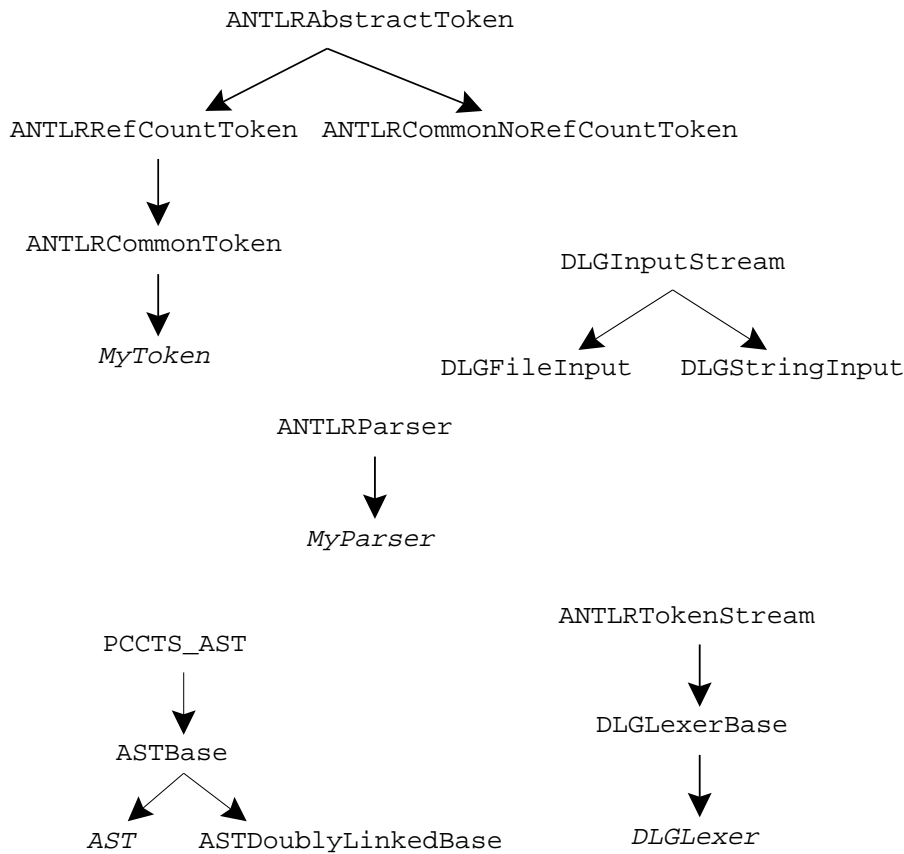 ANTLRAbstractToken
ANTLRRefCountToken ANTLRCommonNoRefCountToken
ANTLRCommonToken
DLGInputStream
MyToken
DLGFileInput DLGStringInput
ANTLRParser
MyParser
ANTLRTokenStream
PCCTS_AST
DLGLexerBase
ASTBase
AST ASTDoublyLinkedBase DLGLexer